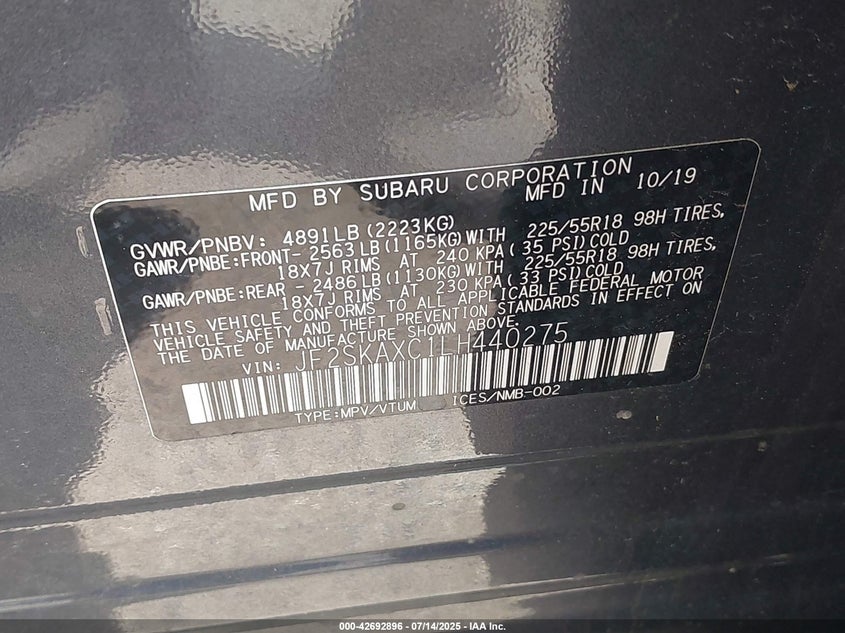 MFD BY SUBARU CORPORATION
MFD IN 10/19
GVWR/PNBV: 4891LB(2223KG)
GAWR/PNBE:FRONT- 2563LB(1165KG)WITH 225/55R18 98H TIRES,
18X7J RIMS AT 240 KPA(35 PSI)COLD
GAWR/PNBE:REAR - 2486LB(1130KG)WITH 225/55R18 98H TIRES,
18X7J RIMS AT 230 KPA(33 PSI)COLD
THIS VEHICLE CONFORMS TO ALL APPLICABLE FEDERAL MOTOR
VEHICLE SAFETY AND THEFT PREVENTION STANDARDS IN EFFECT ON
THE DATE OF MANUFACTURE SHOWN ABOVE.
VIN: JF2SKAXC1LH440275
TYPE:MPV/VTUM ICES/NMB-002
000-42692896 - 07/14/2025 - IAA Inc.